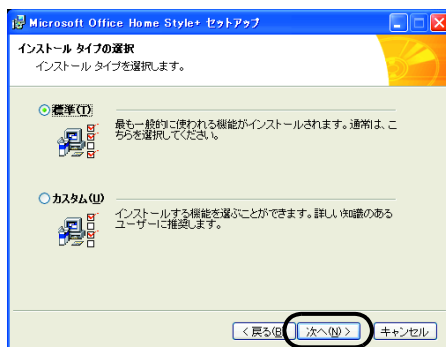 Microsoft Office Home Style+ セットアップ
インストール タイプの選択
インストール タイプを選択します。
標準(T)
最も一般的に使われる機能がインストールされます。通常は、こ
ちらを選択してください。
カスタム(U)
インストールする機能を選ぶことができます。詳しい知識のある
ユーザーに推奨します。
< 戻る(B
次へ(N) >
キャンセル